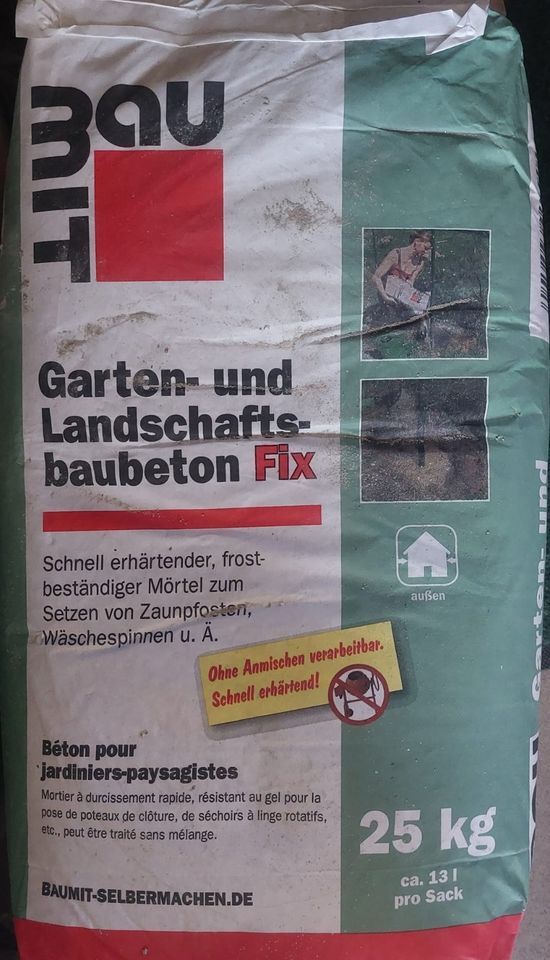 BauMIT
Garten- und
Landschafts-
baubeton Fix
Schnell erhärtender, frost-
beständiger Mörtel zum
Setzen von Zaunpfosten,
Wäschespinnen u. Ä.
außen
Ohne Anmischen verarbeitbar.
Schnell erhärtend!
Béton pour
jardiniers-paysagistes
Mortier à durcissement rapide, résistant au gel pour la
pose de poteaux de clôture, de séchoirs à linge rotatifs,
etc., peut être traité sans mélange.
25 kg
ca. 13 l
pro Sack
BAUMIT-SELBERMACHEN.DE
Garten- und